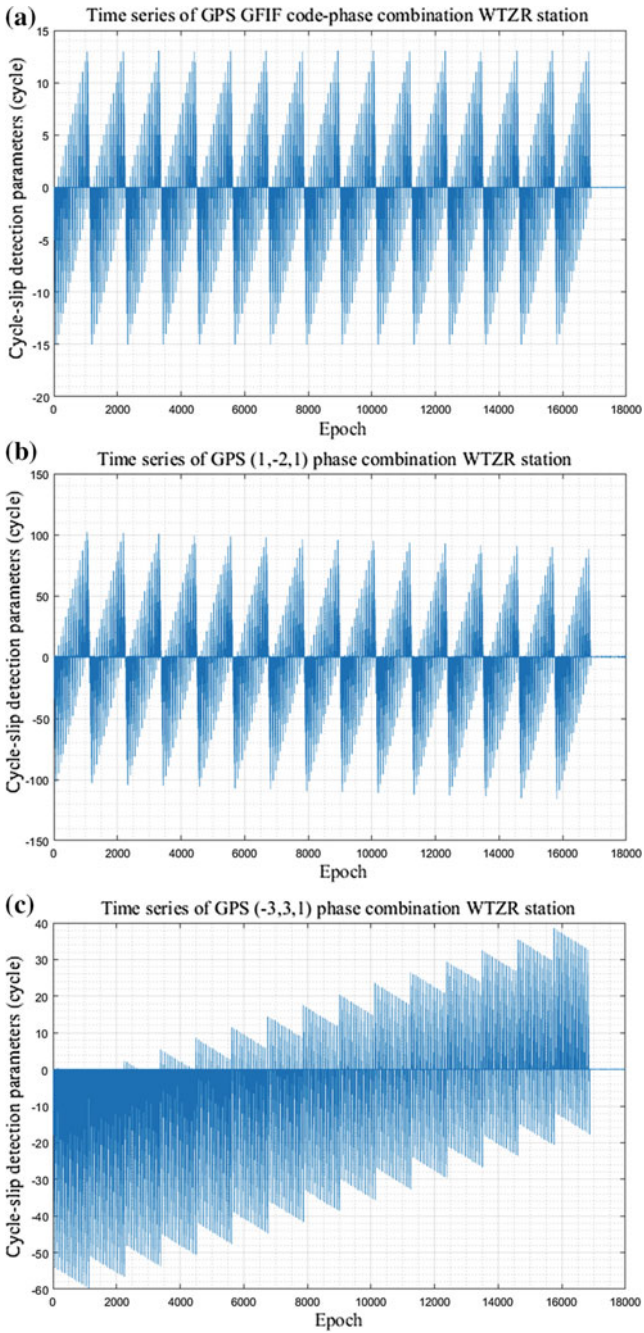 (a)
Time series of GPS GFIF code-phase combination WTZR station
Cycle-slip detection parameters (cycle)
15
10
5
0
-5
-10
-15
-20
0 2000 4000 6000 8000 10000 12000 14000 16000 18000
Epoch
(b)
Time series of GPS (1,-2,1) phase combination WTZR station
Cycle-slip detection parameters (cycle)
150
100
50
0
-50
-100
-150
0 2000 4000 6000 8000 10000 12000 14000 16000 18000
Epoch
(c)
Time series of GPS (-3,3,1) phase combination WTZR station
Cycle-slip detection parameters (cycle)
40
30
20
10
0
-10
-20
-30
-40
-50
-60
0 2000 4000 6000 8000 10000 12000 14000 16000 18000
Epoch